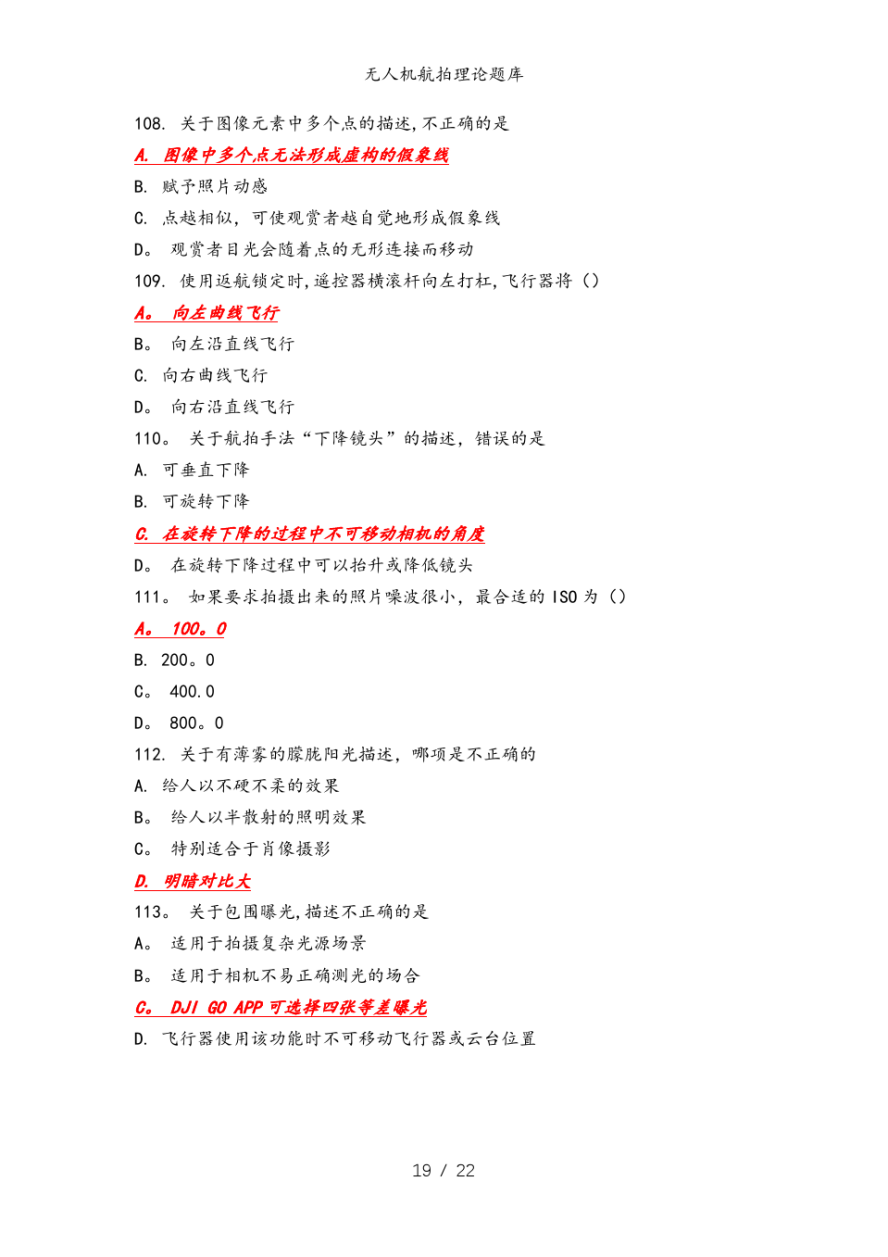 无人机航拍理论题库
108. 关于图像元素中多个点的描述,不正确的是
A. 图像中多个点无法形成虚构的假象线
B. 赋予照片动感
C. 点越相似，可使观赏者越自觉地形成假象线
D。 观赏者目光会随着点的无形连接而移动
109. 使用返航锁定时,遥控器横滚杆向左打杠,飞行器将（）
A。 向左曲线飞行
B。 向左沿直线飞行
C. 向右曲线飞行
D。 向右沿直线飞行
110。 关于航拍手法“下降镜头”的描述，错误的是
A. 可垂直下降
B. 可旋转下降
C. 在旋转下降的过程中不可移动相机的角度
D。 在旋转下降过程中可以抬升或降低镜头
111。 如果要求拍摄出来的照片噪波很小，最合适的 ISO 为（）
A。 100。0
B. 200。0
C。 400.0
D。 800。0
112. 关于有薄雾的朦胧阳光描述，哪项是不正确的
A. 给人以不硬不柔的效果
B。 给人以半散射的照明效果
C。 特别适合于肖像摄影
D. 明暗对比大
113。 关于包围曝光,描述不正确的是
A。 适用于拍摄复杂光源场景
B。 适用于相机不易正确测光的场合
C。 DJI GO APP 可选择四张等差曝光
D. 飞行器使用该功能时不可移动飞行器或云台位置
19 / 22